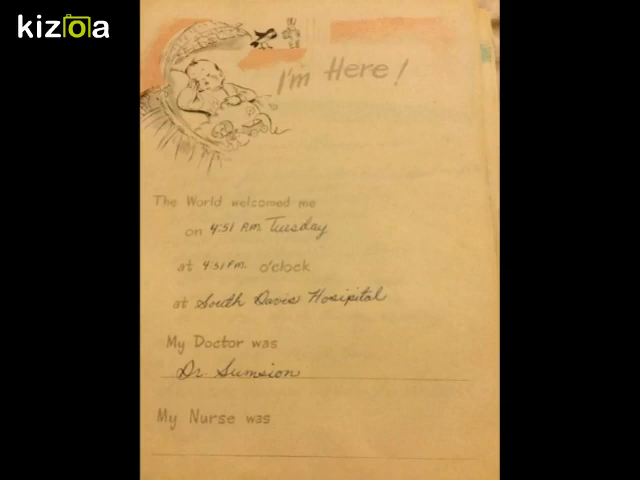 kizoa
I'm Here!
The World welcomed me
on 4:51 P.M. Tuesday
at 4:51 P.M. o'clock
at South Davis Hosipital
My Doctor was
Dr. Sumsion
My Nurse was